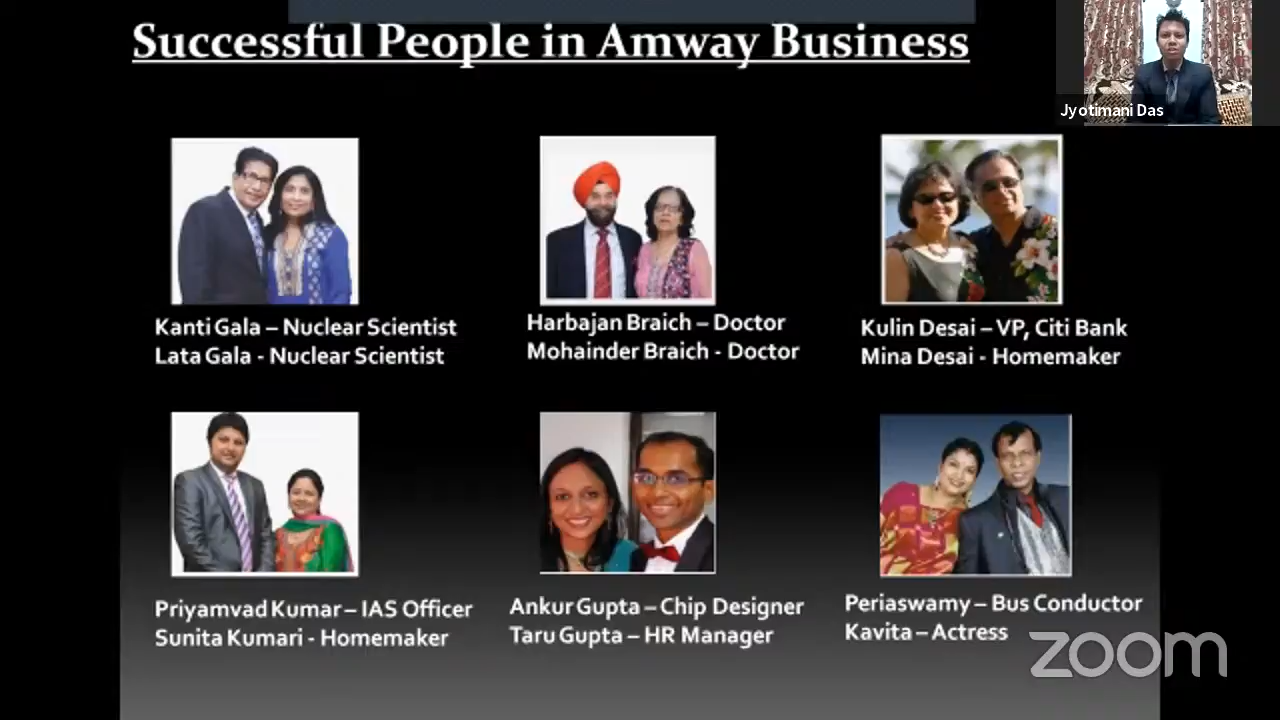 Successful People in Amway Business
Jyotimani Das
Kanti Gala – Nuclear Scientist
Lata Gala - Nuclear Scientist
Harbajan Braich – Doctor
Mohainder Braich - Doctor
Kulin Desai – VP, Citi Bank
Mina Desai - Homemaker
Priyamvad Kumar – IAS Officer
Sunita Kumari - Homemaker
Ankur Gupta – Chip Designer
Taru Gupta – HR Manager
Periaswamy – Bus Conductor
Kavita – Actress
zoom